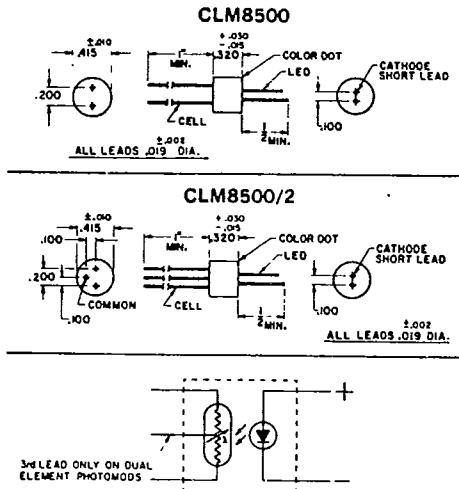 CLM8500
±.010
.415
.200
1"
MIN.
+.030
-.015
.320
COLOR DOT
LED
CELL
1/2 MIN.
CATHODE
SHORT LEAD
.100
±.002
ALL LEADS .019 DIA.
CLM8500/2
±.010
.415
.100
.200
COMMON
.100
1"
MIN.
+.030
-.015
.320
COLOR DOT
LED
CELL
1/2 MIN.
CATHODE
SHORT LEAD
.100
±.002
ALL LEADS .019 DIA.
λ
+
−
3rd LEAD ONLY ON DUAL
ELEMENT PHOTOMODS